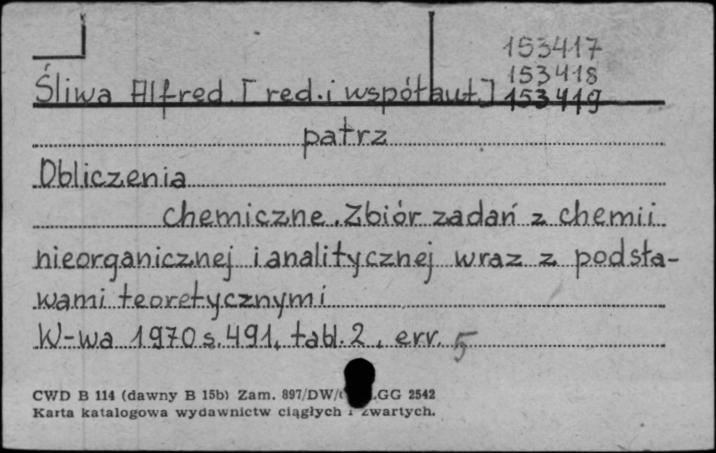 153417
153418
Śliwa Alfred [red. i współaut.] 153419
patrz
Obliczenia
chemiczne. Zbiór zadań z chemii
nieorganicznej i analitycznej wraz z podsta-
wami teoretycznymi
W-wa 1970 s. 491, tabl. 2, err. 5
CWD B 114 (dawny B 15b) Zam. 897/DW/ GG 2542
Karta katalogowa wydawnictw ciągłych i zwartych.